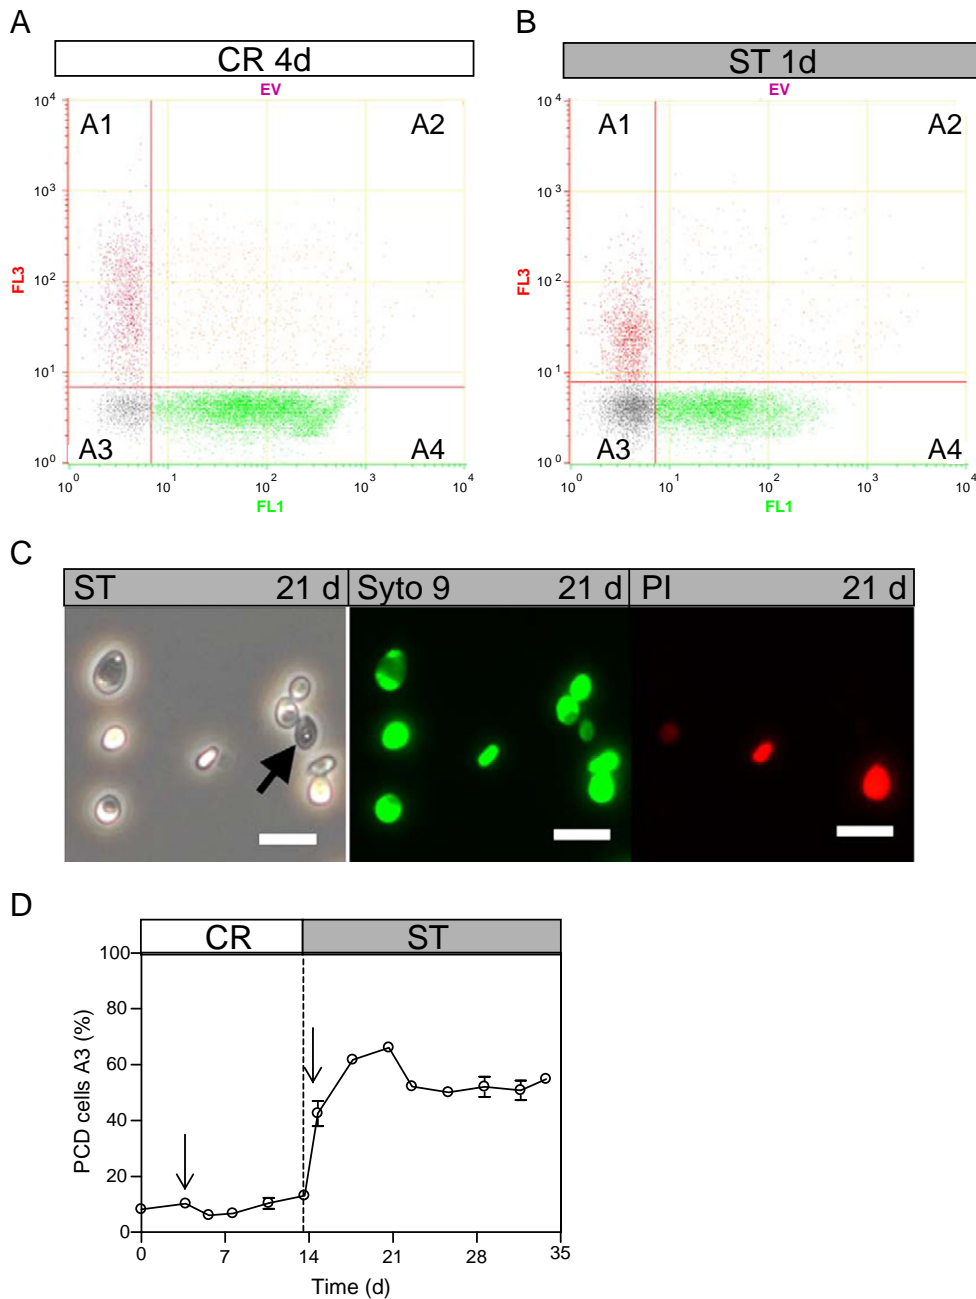 A
B
CR 4d
ST 1d
EV
EV
10^4
10^3
10^2
10^1
10^0
FL3
A1
A2
A3
A4
10^0
10^1
10^2
10^3
10^4
FL1
10^4
10^3
10^2
10^1
10^0
FL3
A1
A2
A3
A4
10^0
10^1
10^2
10^3
10^4
FL1
C
ST 21 d
Syto 9 21 d
PI 21 d
D
CR
ST
100
80
60
40
20
0
PCD cells A3 (%)
0
7
14
21
28
35
Time (d)